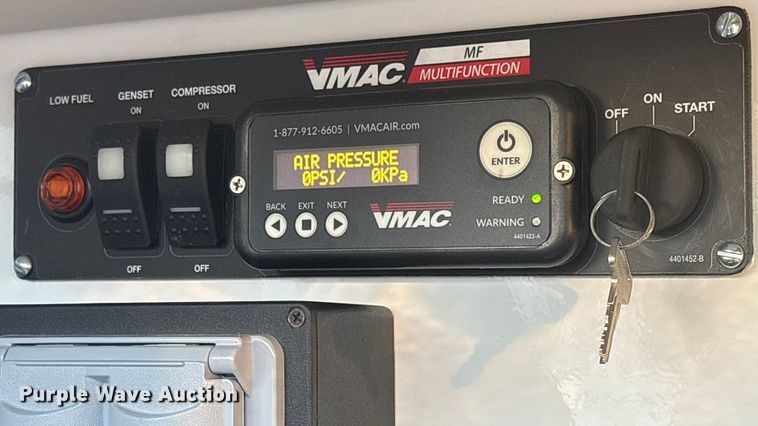 VMAC
MF
MULTIFUNCTION
LOW FUEL
GENSET
ON
COMPRESSOR
ON
OFF
OFF
1-877-912-6605 | VMACAIR.com
AIR PRESSURE
0PSI/ 0KPa
ENTER
BACK EXIT NEXT
VMAC
READY
WARNING
4401422-A
OFF
ON
START
4401452-B
Purple Wave Auction